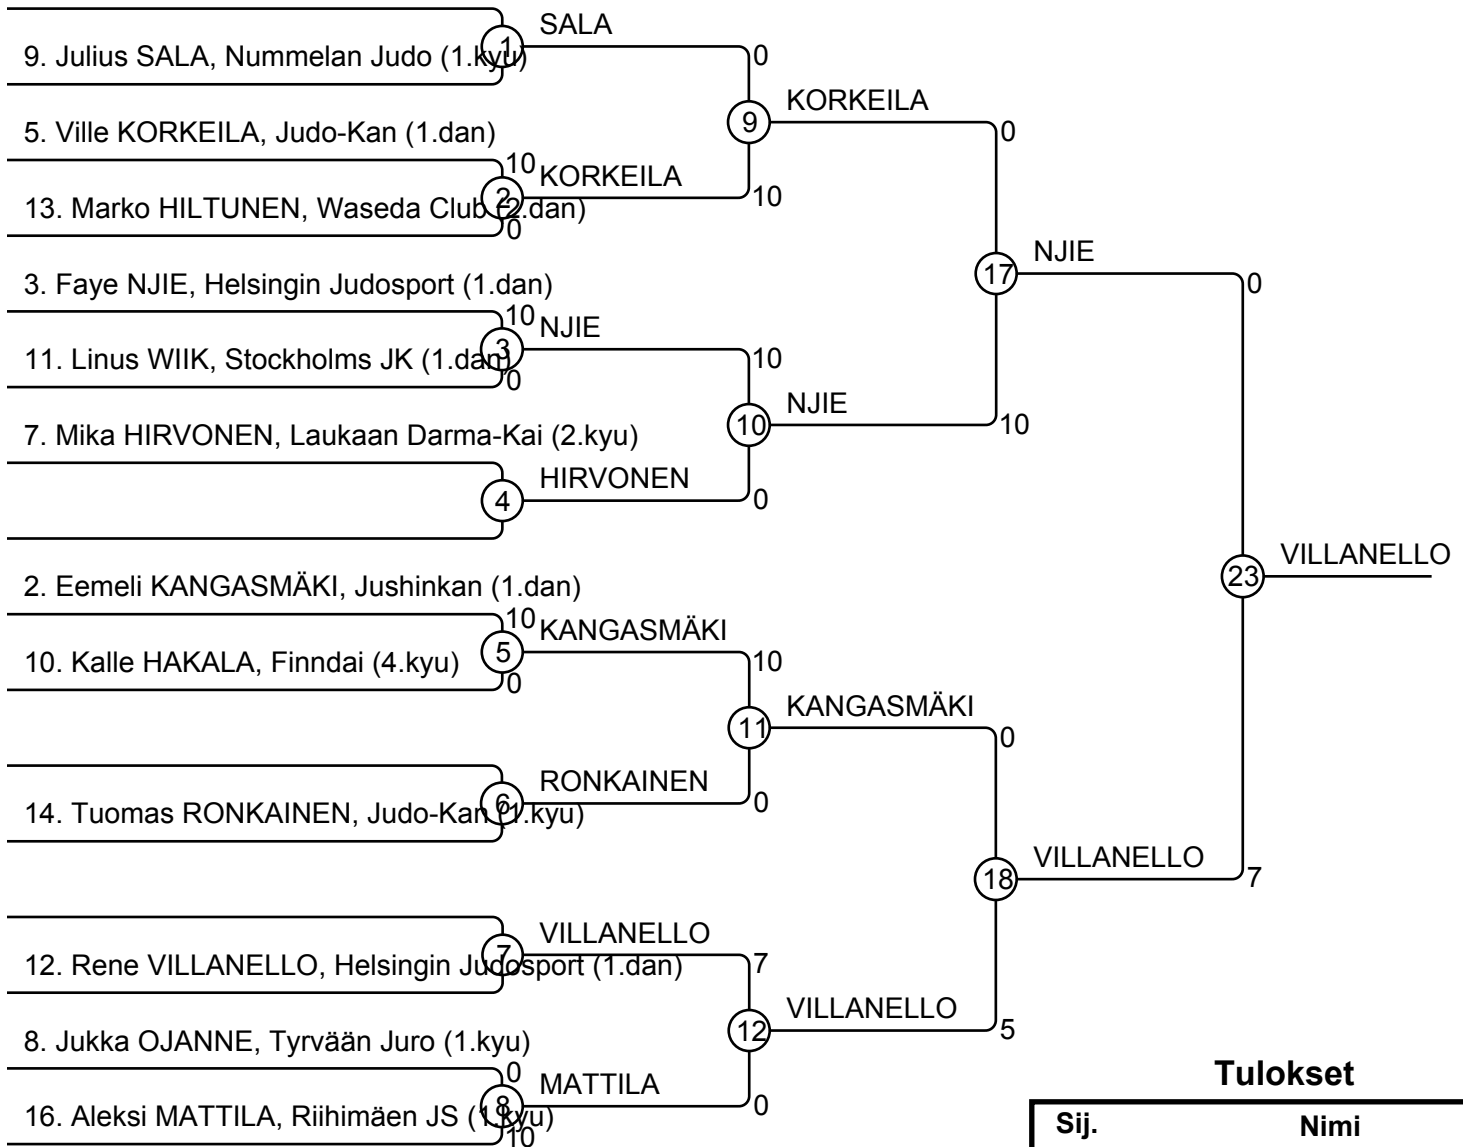 SALA
9. Julius SALA, Nummelan Judo (1.kyu)
1
0
KORKEILA
9
5. Ville KORKEILA, Judo-Kan (1.dan)
0
10
KORKEILA
2
10
13. Marko HILTUNEN, Waseda Club (2.dan)
0
NJIE
17
3. Faye NJIE, Helsingin Judosport (1.dan)
0
10
NJIE
3
11. Linus WIIK, Stockholms JK (1.dan)
10
0
NJIE
10
10
7. Mika HIRVONEN, Laukaan Darma-Kai (2.kyu)
HIRVONEN
4
0
VILLANELLO
23
2. Eemeli KANGASMÄKI, Jushinkan (1.dan)
10
KANGASMÄKI
5
10. Kalle HAKALA, Finndai (4.kyu)
10
0
KANGASMÄKI
11
0
RONKAINEN
6
0
14. Tuomas RONKAINEN, Judo-Kan (1.kyu)
VILLANELLO
18
7
VILLANELLO
7
12. Rene VILLANELLO, Helsingin Judosport (1.dan)
7
VILLANELLO
12
5
8. Jukka OJANNE, Tyrvään Juro (1.kyu)
0
MATTILA
8
0
16. Aleksi MATTILA, Riihimäen JS (1.kyu)
10
Tulokset
Sij. Nimi